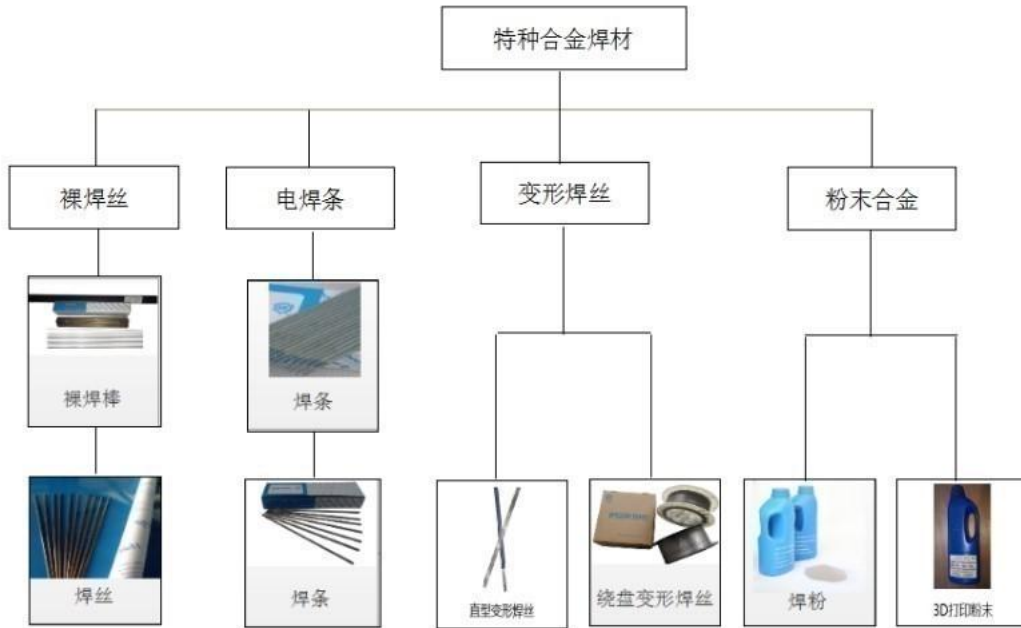 特种合金焊材
裸焊丝
电焊条
变形焊丝
粉末合金
裸焊棒
焊条
焊丝
焊条
直型变形焊丝
绕盘变形焊丝
焊粉
3D打印粉末